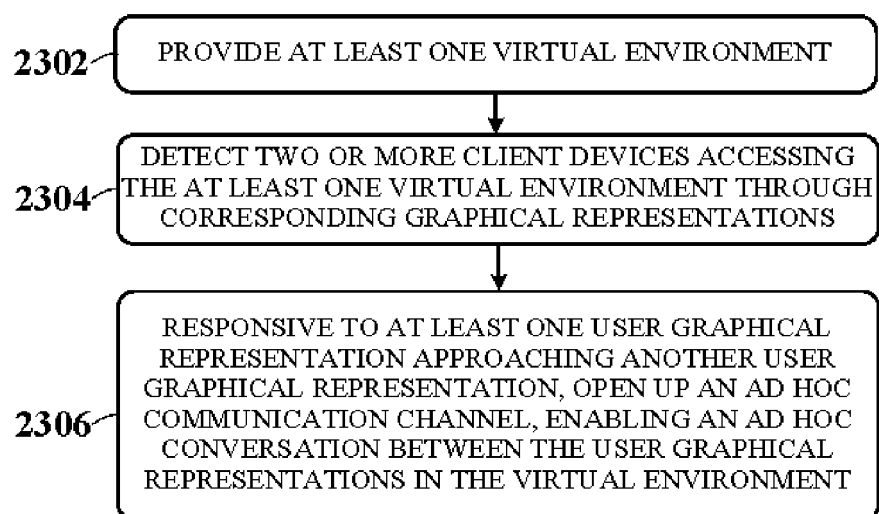 2302
PROVIDE AT LEAST ONE VIRTUAL ENVIRONMENT
2304
DETECT TWO OR MORE CLIENT DEVICES ACCESSING
THE AT LEAST ONE VIRTUAL ENVIRONMENT THROUGH
CORRESPONDING GRAPHICAL REPRESENTATIONS
2306
RESPONSIVE TO AT LEAST ONE USER GRAPHICAL
REPRESENTATION APPROACHING ANOTHER USER
GRAPHICAL REPRESENTATION, OPEN UP AN AD HOC
COMMUNICATION CHANNEL, ENABLING AN AD HOC
CONVERSATION BETWEEN THE USER GRAPHICAL
REPRESENTATIONS IN THE VIRTUAL ENVIRONMENT